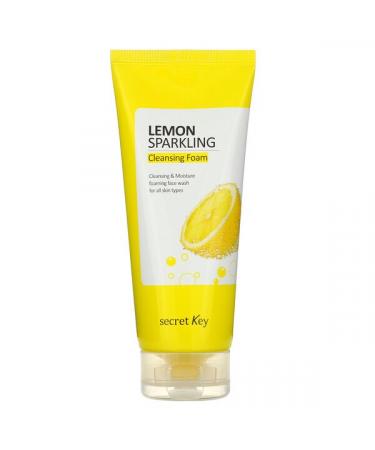 LEMON
SPARKLING
Cleansing Foam
Cleansing & Moisture
foaming face wash
for all skin types
secret Key